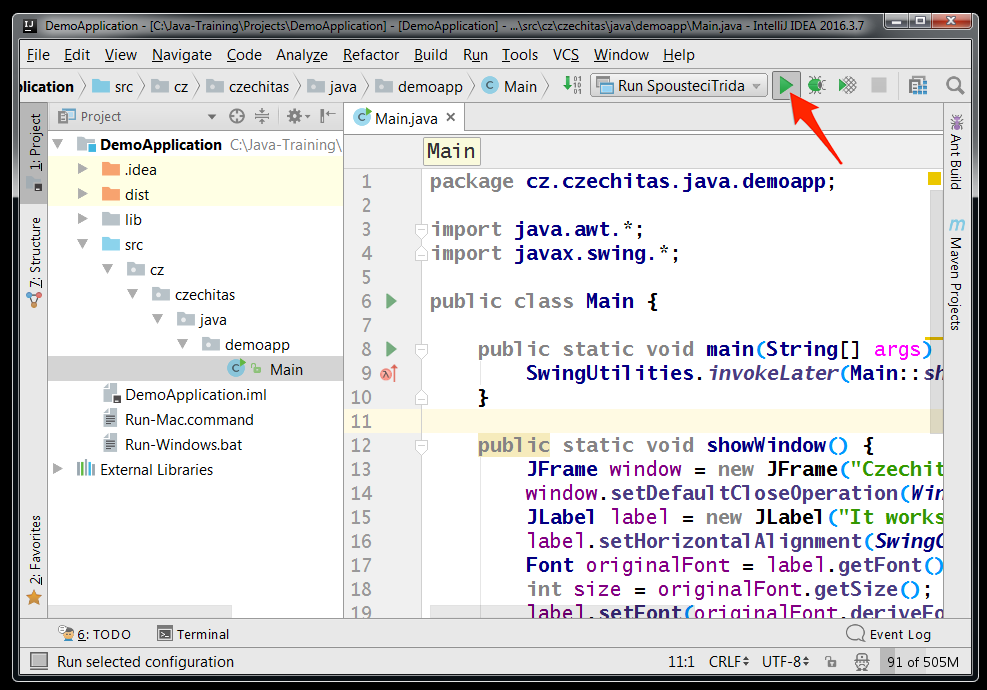 DemoApplication - [C:\Java-Training\Projects\DemoApplication] - [DemoApplication] - ...\src\cz\czechitas\java\demoapp\Main.java - IntelliJ IDEA 2016.3.7
File Edit View Navigate Code Analyze Refactor Build Run Tools VCS Window Help
plication src cz czechitas java demoapp Main Run SpousteciTrida
1: Project
7: Structure
2: Favorites
Project
DemoApplication C:\Java-Training\
.idea
dist
lib
src
cz
czechitas
java
demoapp
Main
DemoApplication.iml
Run-Mac.command
Run-Windows.bat
External Libraries
Main.java
Main
1 package cz.czechitas.java.demoapp;
2
3 import java.awt.*;
4 import javax.swing.*;
5
6 public class Main {
7
8 public static void main(String[] args)
9 SwingUtilities.invokeLater(Main::sh
10 }
11
12 public static void showWindow() {
13 JFrame window = new JFrame("Czechit
14 window.setDefaultCloseOperation(Win
15 JLabel label = new JLabel("It works
16 label.setHorizontalAlignment(SwingC
17 Font originalFont = label.getFont()
18 int size = originalFont.getSize();
19 label.setFont(originalFont.deriveFo
Ant Build
Maven Projects
6: TODO Terminal Event Log
Run selected configuration 11:1 CRLF UTF-8 91 of 505M